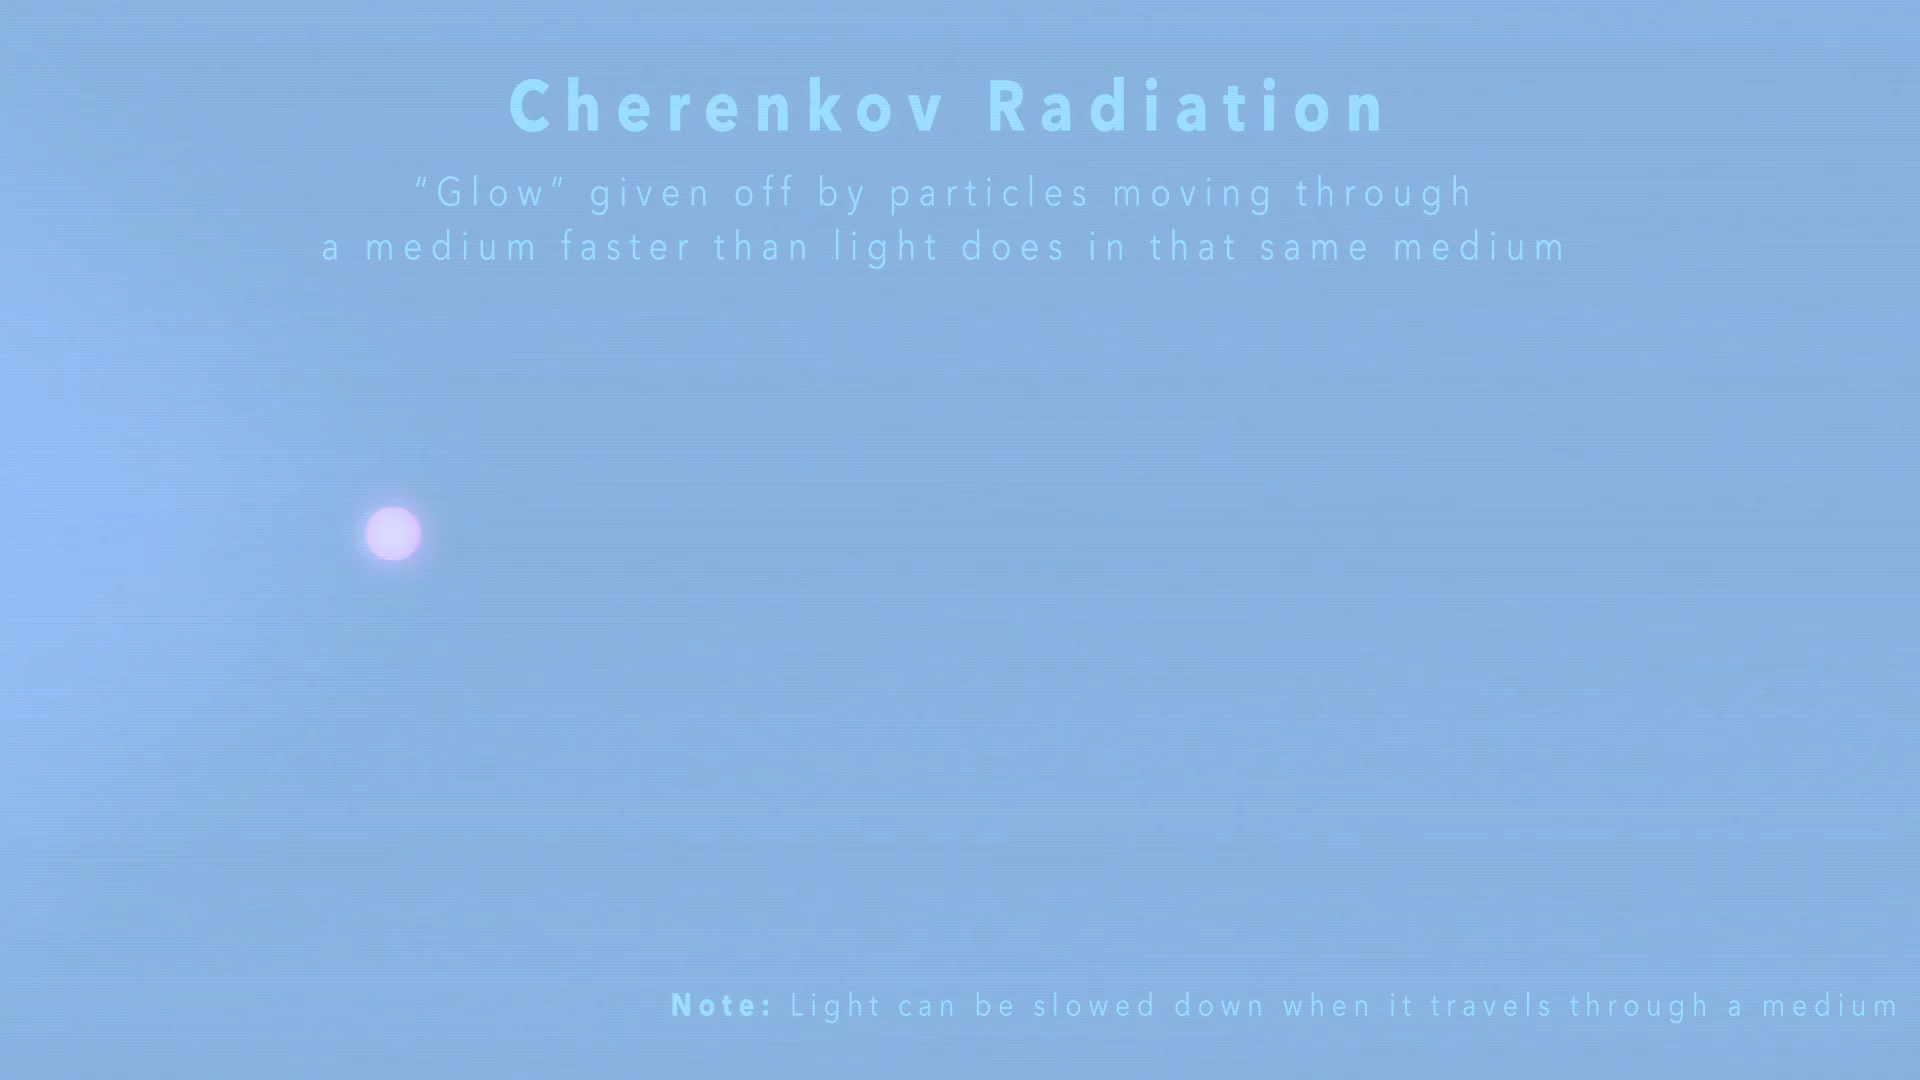 Cherenkov Radiation
“Glow” given off by particles moving through
a medium faster than light does in that same medium
Note: Light can be slowed down when it travels through a medium